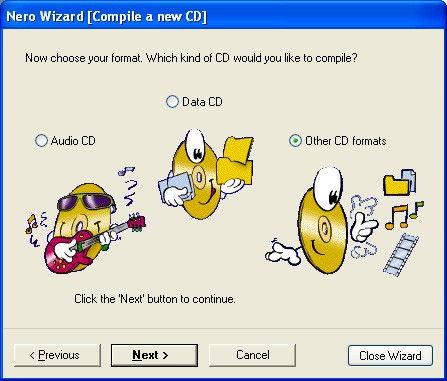 Nero Wizard [Compile a new CD]
Now choose your format. Which kind of CD would you like to compile?
Data CD
Audio CD
Other CD formats
Click the 'Next' button to continue.
< Previous
Next >
Cancel
Close Wizard